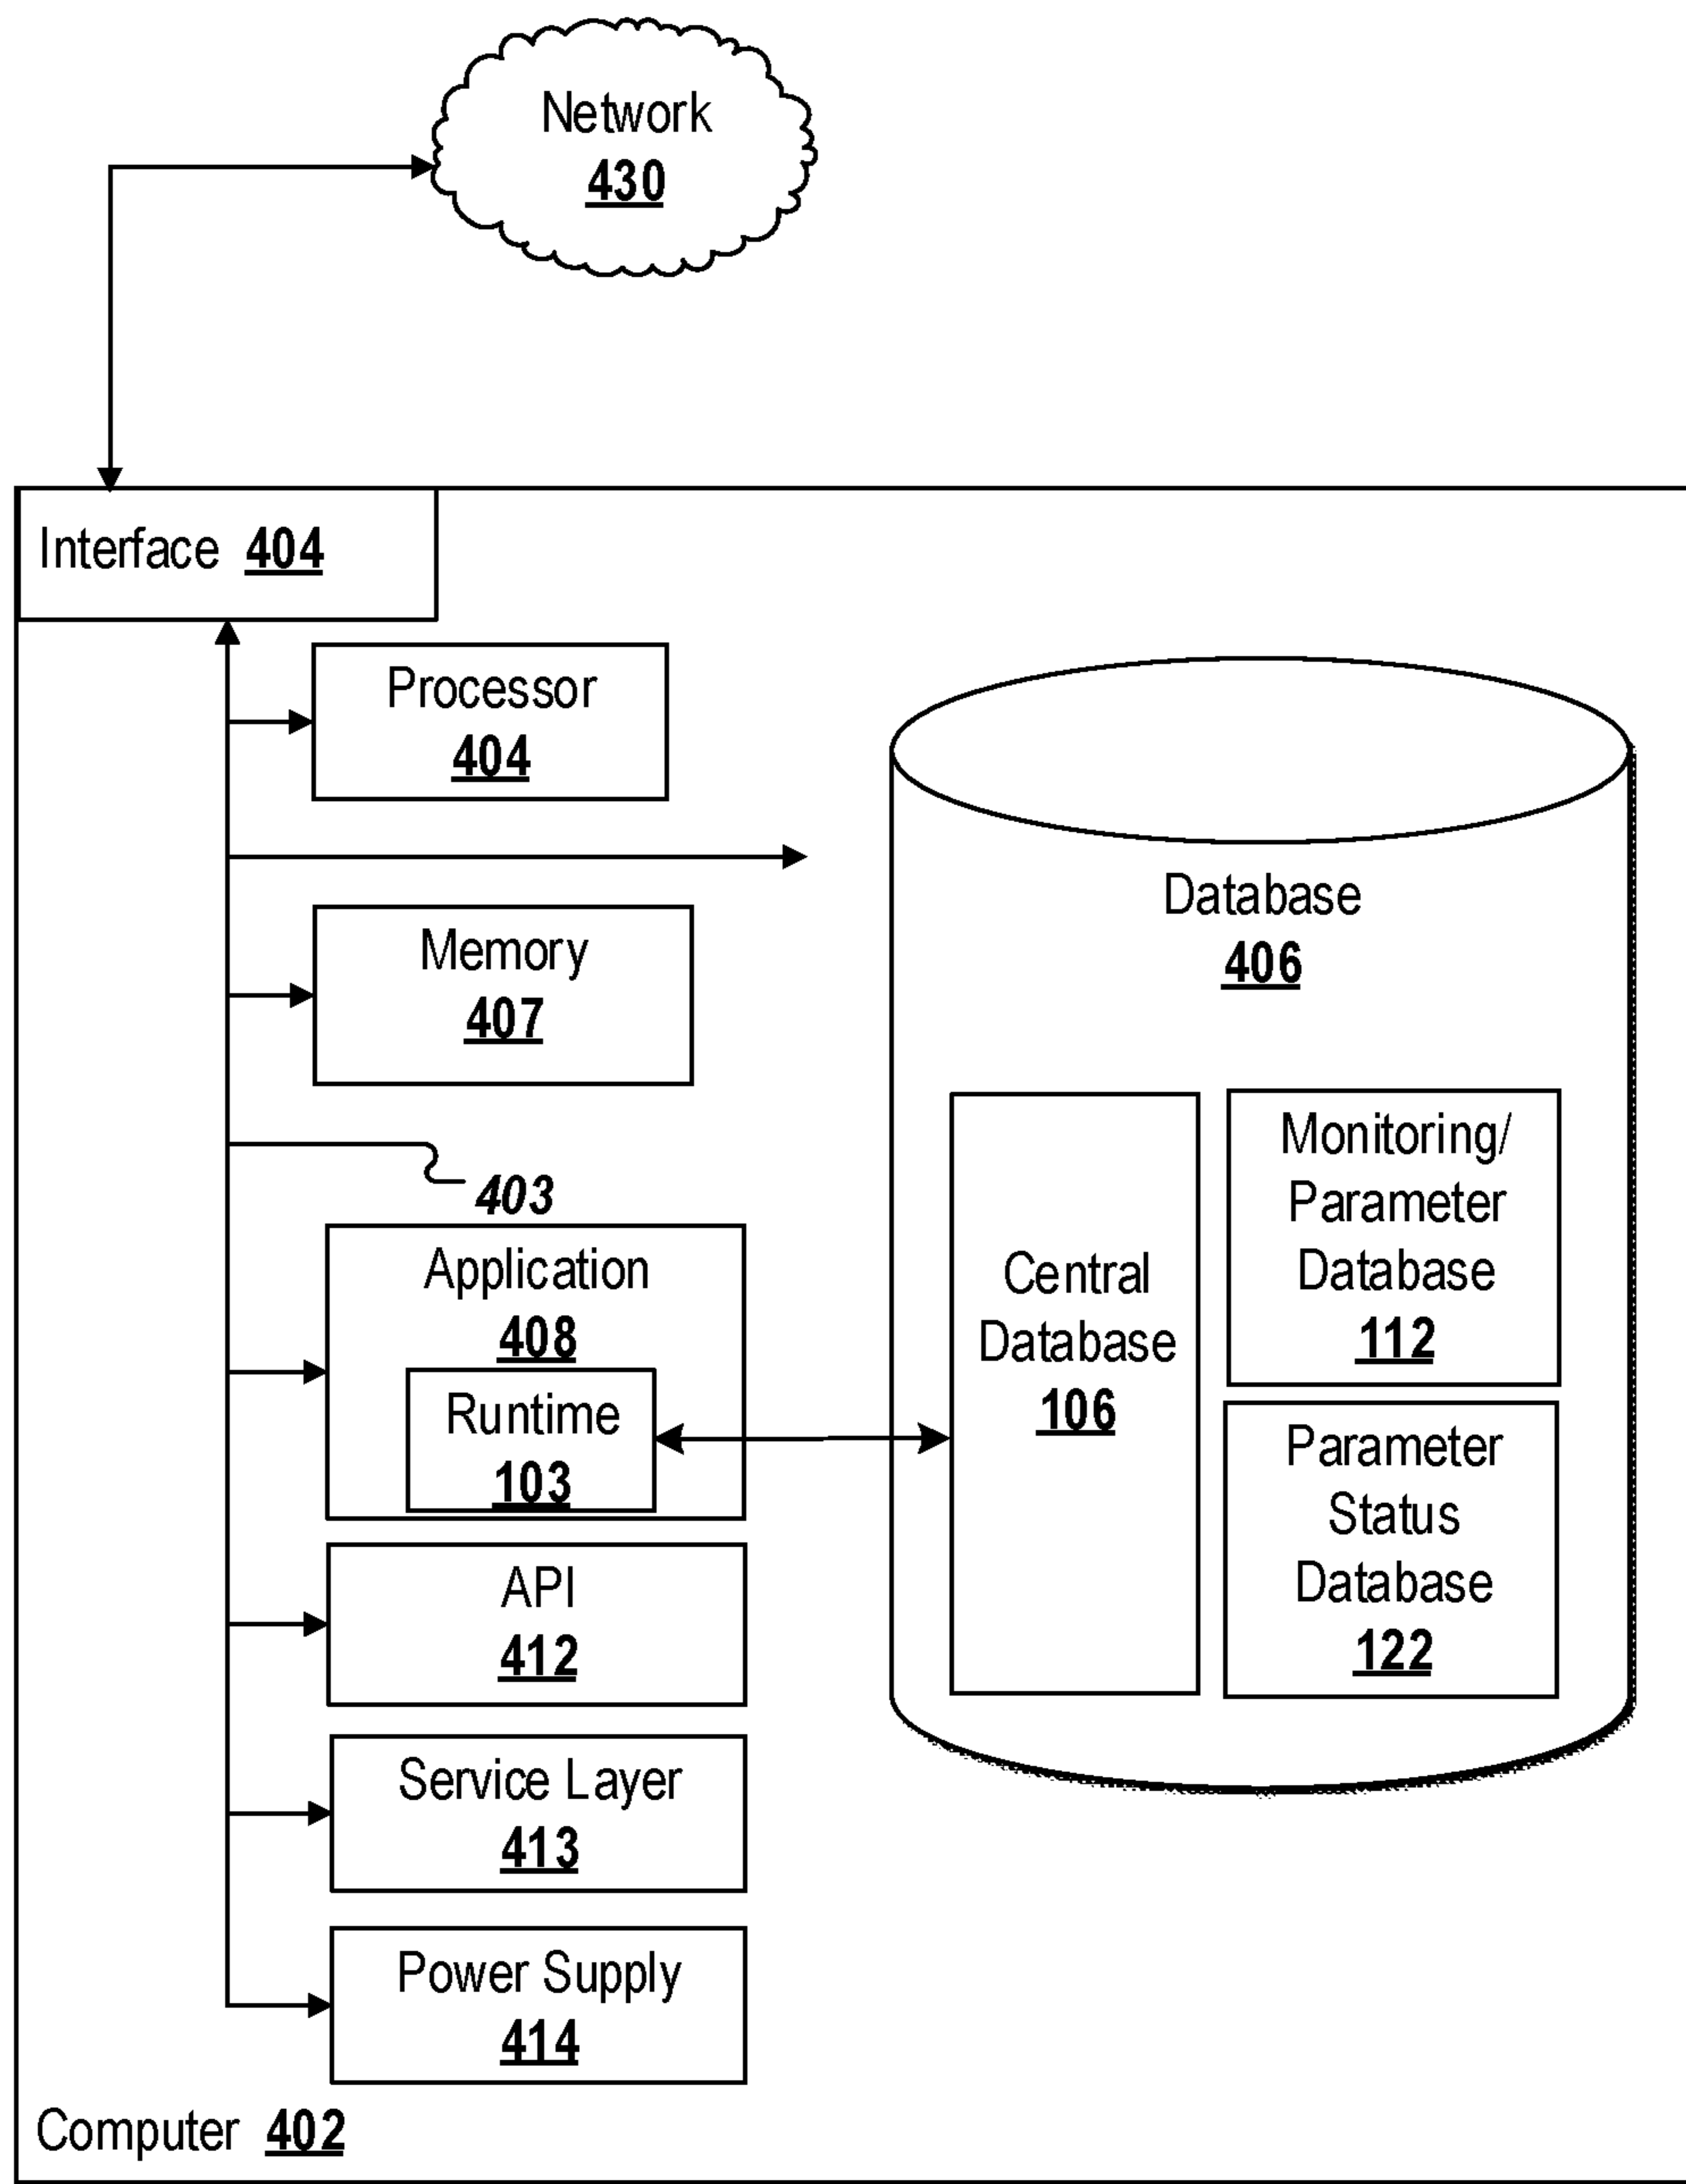 Network
430
Interface 404
Processor
404
Database
406
Memory
407
403
Application
408
Runtime
103
Central
Database
106
Monitoring/
Parameter
Database
112
Parameter
Status
Database
122
API
412
Service Layer
413
Power Supply
414
Computer 402